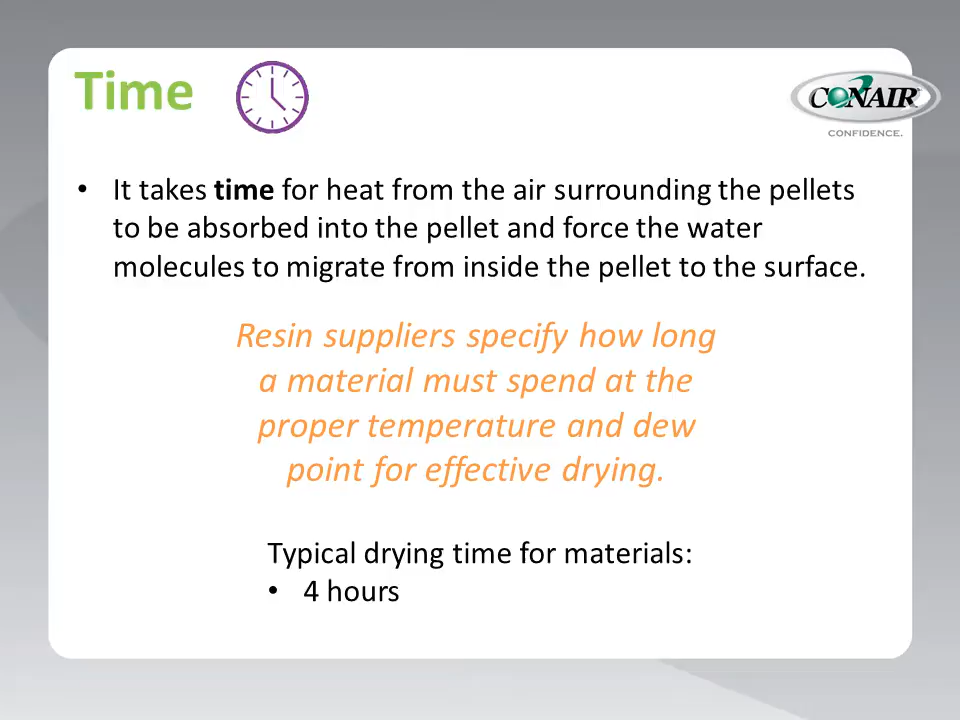 Time
CONAIR
CONFIDENCE.
• It takes time for heat from the air surrounding the pellets
to be absorbed into the pellet and force the water
molecules to migrate from inside the pellet to the surface.
Resin suppliers specify how long
a material must spend at the
proper temperature and dew
point for effective drying.
Typical drying time for materials:
• 4 hours